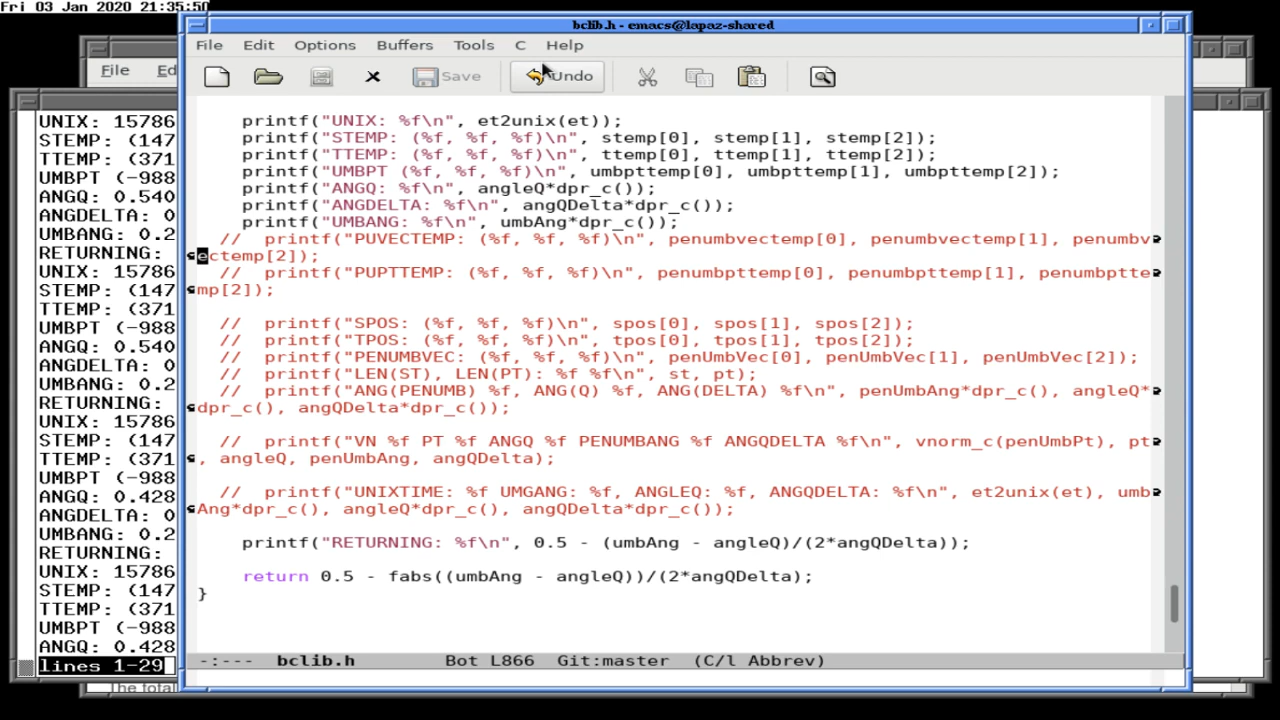 Fri 03 Jan 2020 21:35:50
bclib.h - emacs@lapaz-shared
File Edit Options Buffers Tools C Help
Save Undo
File Ed
UNIX: 15786
STEMP: (147
TTEMP: (371
UMBPT (-988
ANGQ: 0.540
ANGDELTA: 0
UMBANG: 0.2
RETURNING:
UNIX: 15786
STEMP: (147
TTEMP: (371
UMBPT (-988
ANGQ: 0.540
ANGDELTA: 0
UMBANG: 0.2
RETURNING:
UNIX: 15786
STEMP: (147
TTEMP: (371
UMBPT (-988
ANGQ: 0.428
ANGDELTA: 0
UMBANG: 0.2
RETURNING:
UNIX: 15786
STEMP: (147
TTEMP: (371
UMBPT (-988
ANGQ: 0.428
lines 1-29
The total
printf("UNIX: %f\n", et2unix(et));
printf("STEMP: (%f, %f, %f)\n", stemp[0], stemp[1], stemp[2]);
printf("TTEMP: (%f, %f, %f)\n", ttemp[0], ttemp[1], ttemp[2]);
printf("UMBPT (%f, %f, %f)\n", umbpttemp[0], umbpttemp[1], umbpttemp[2]);
printf("ANGQ: %f\n", angleQ*dpr_c());
printf("ANGDELTA: %f\n", angQDelta*dpr_c());
printf("UMBANG: %f\n", umbAng*dpr_c());
// printf("PUVECTEMP: (%f, %f, %f)\n", penumbvectemp[0], penumbvectemp[1], penumbv
ectemp[2]);
// printf("PUPTTEMP: (%f, %f, %f)\n", penumbpttemp[0], penumbpttemp[1], penumbptte
mp[2]);
// printf("SPOS: (%f, %f, %f)\n", spos[0], spos[1], spos[2]);
// printf("TPOS: (%f, %f, %f)\n", tpos[0], tpos[1], tpos[2]);
// printf("PENUMBVEC: (%f, %f, %f)\n", penUmbVec[0], penUmbVec[1], penUmbVec[2]);
// printf("LEN(ST), LEN(PT): %f %f\n", st, pt);
// printf("ANG(PENUMB) %f, ANG(Q) %f, ANG(DELTA) %f\n", penUmbAng*dpr_c(), angleQ*
dpr_c(), angQDelta*dpr_c());
// printf("VN %f PT %f ANGQ %f PENUMBANG %f ANGQDELTA %f\n", vnorm_c(penUmbPt), pt
, angleQ, penUmbAng, angQDelta);
// printf("UNIXTIME: %f UMGANG: %f, ANGLEQ: %f, ANGQDELTA: %f\n", et2unix(et), umb
Ang*dpr_c(), angleQ*dpr_c(), angQDelta*dpr_c());
printf("RETURNING: %f\n", 0.5 - (umbAng - angleQ)/(2*angQDelta));
return 0.5 - fabs((umbAng - angleQ))/(2*angQDelta);
}
-:--- bclib.h Bot L866 Git:master (C/l Abbrev)